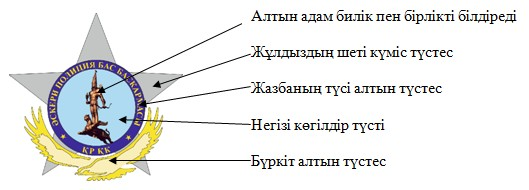 Алтын адам билік пен бірлікті білдіреді
Жұлдыздың шеті күміс түстес
Жазбаның түсі алтын түстес
Негізі көгілдір түсті
Бүркіт алтын түстес
ӘСКЕРИ ПОЛИЦИЯ БАС БАСҚАРМАСЫ
ҚР ҚК